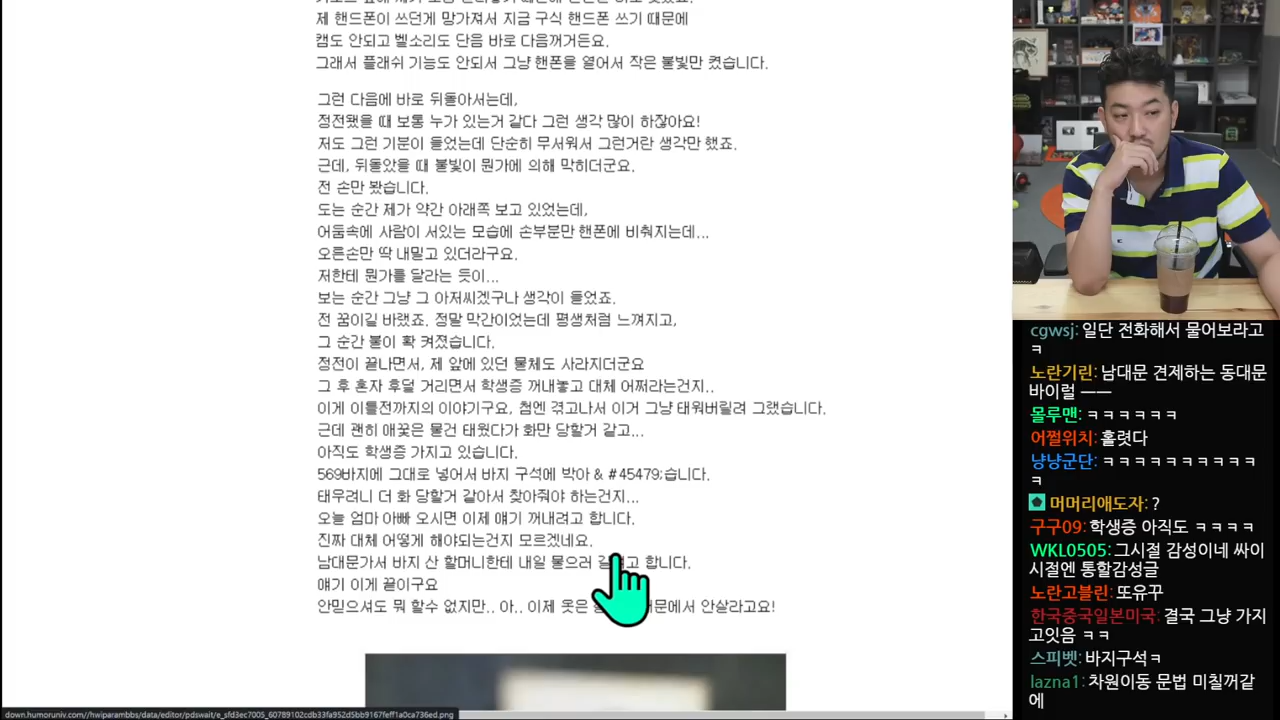 제 핸드폰이 쓰던게 망가져서 지금 구식 핸드폰 쓰기 때문에
캠도 안되고 벨소리도 단음 바로 다음꺼거든요.
그래서 플래쉬 기능도 안되서 그냥 핸폰을 열어서 작은 불빛만 켰습니다.
그런 다음에 바로 뒤돌아서는데,
정전됐을 때 보통 누가 있는거 같다 그런 생각 많이 하잖아요!
저도 그런 기분이 들었는데 단순히 무서워서 그런거란 생각만 했죠.
근데, 뒤돌았을 때 불빛이 뭔가에 의해 막히더군요.
전 손만 봤습니다.
도는 순간 제가 약간 아래쪽 보고 있었는데,
어둠속에 사람이 서있는 모습에 손부분만 핸폰에 비춰지는데...
오른손만 딱 내밀고 있더라구요.
저한테 뭔가를 달라는 듯이...
보는 순간 그냥 그 아저씨겠구나 생각이 들었죠.
전 꿈이길 바랬죠. 정말 막간이었는데 평생처럼 느껴지고,
그 순간 불이 확 켜졌습니다.
정전이 끝나면서, 제 앞에 있던 물체도 사라지더군요
그 후 혼자 후덜 거리면서 학생증 꺼내놓고 대체 어쩌라는건지..
이게 이틀전까지의 이야기구요, 첨엔 겪고나서 이거 그냥 태워버릴려 그랬습니다.
근데 괜히 애꿎은 물건 태웠다가 화만 당할거 같고...
아직도 학생증 가지고 있습니다.
569바지에 그대로 넣어서 바지 구석에 박아 & #45479;습니다.
태우려니 더 화 당할거 같아서 찾아줘야 하는건지...
오늘 엄마 아빠 오시면 이제 얘기 꺼내려고 합니다.
진짜 대체 어떻게 해야되는건지 모르겠네요.
남대문가서 바지 산 할머니한테 내일 물으러 고 합니다.
얘기 이게 끝이구요
안믿으셔도 뭐 할수 없지만.. 아.. 이제 옷은 안살라고요!
down.humoruniv.com//hwiparambbs/data/editor/pdswait/e_sfd3ec7005_60789102cdb33fa952d5bb9167feff1a0ca736ed.png
cgwsj: 일단 전화해서 물어보라고
ㅋ
노란기린: 남대문 견제하는 동대문
바이럴 ㅡㅡ
몰루맨: ㅋㅋㅋㅋㅋㅋ
어쩔위치: 홀렸다
냥냥군단: ㅋㅋㅋㅋㅋㅋㅋㅋㅋㅋ
ㅋ
머머리애도자: ?
구구09: 학생증 아직도 ㅋㅋㅋㅋ
WKL0505: 그시절 감성이네 싸이
시절엔 통할감성글
노란고블린: 또유꾸
한국중국일본미국: 결국 그냥 가지
고잇음 ㅋㅋ
스피벳: 바지구석ㅋ
lazna1: 차원이동 문법 미칠꺼같
에